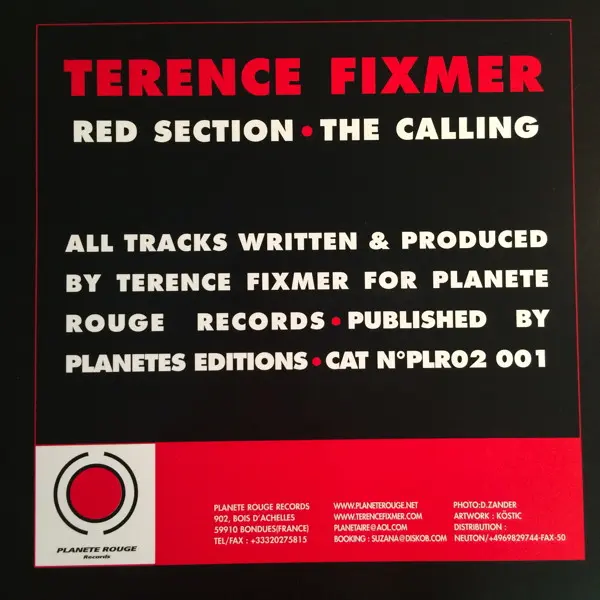 TERENCE FIXMER
RED SECTION • THE CALLING
ALL TRACKS WRITTEN & PRODUCED
BY TERENCE FIXMER FOR PLANETE
ROUGE RECORDS • PUBLISHED BY
PLANETES EDITIONS • CAT N°PLR02 001
PLANETE ROUGE
Records
PLANETE ROUGE RECORDS
902, BOIS D'ACHELLES
59910 BONDUES(FRANCE)
TEL/FAX : +33320275815
WWW.PLANETEROUGE.NET
WWW.TERENCEFIXMER.COM
PLANETAIRE@AOL.COM
BOOKING : SUZANA@DISKOB.COM
PHOTO:D.ZANDER
ARTWORK : KÖSTIC
DISTRIBUTION :
NEUTON/+4969829744-FAX-50